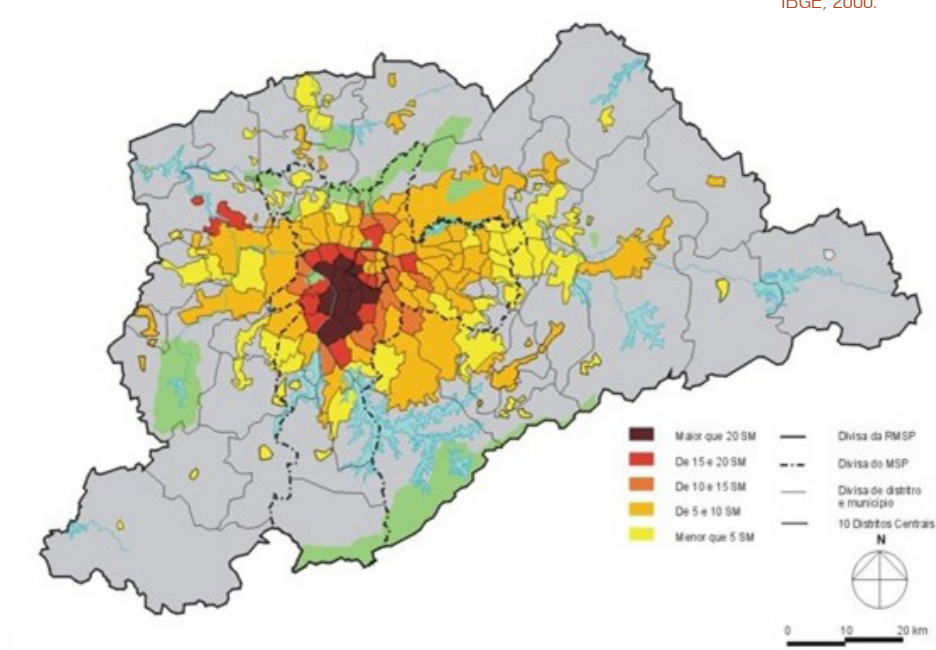 IBGE, 2000.
Maior que 20 SM
De 15 e 20 SM
De 10 e 15 SM
De 5 e 10 SM
Menor que 5 SM
Divisa da RMSP
Divisa do MSP
Divisa de distritro
e município
10 Distritos Centrais
N
0 10 20 km